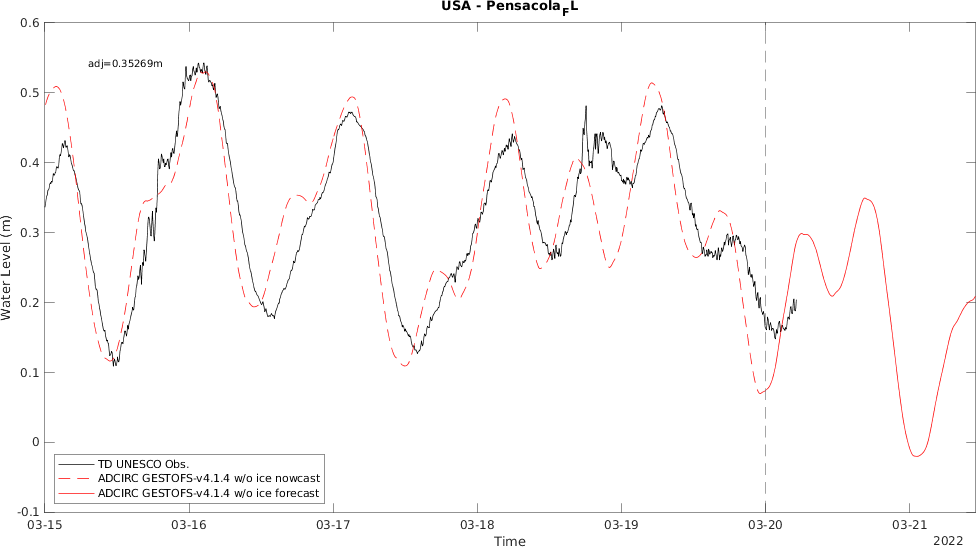 USA - Pensacola_FL
adj=0.35269m
0.6
0.5
0.4
0.3
0.2
0.1
0
-0.1
Water Level (m)
TD UNESCO Obs.
ADCIRC GESTOFS-v4.1.4 w/o ice nowcast
ADCIRC GESTOFS-v4.1.4 w/o ice forecast
03-15 03-16 03-17 03-18 03-19 03-20 03-21
Time
2022